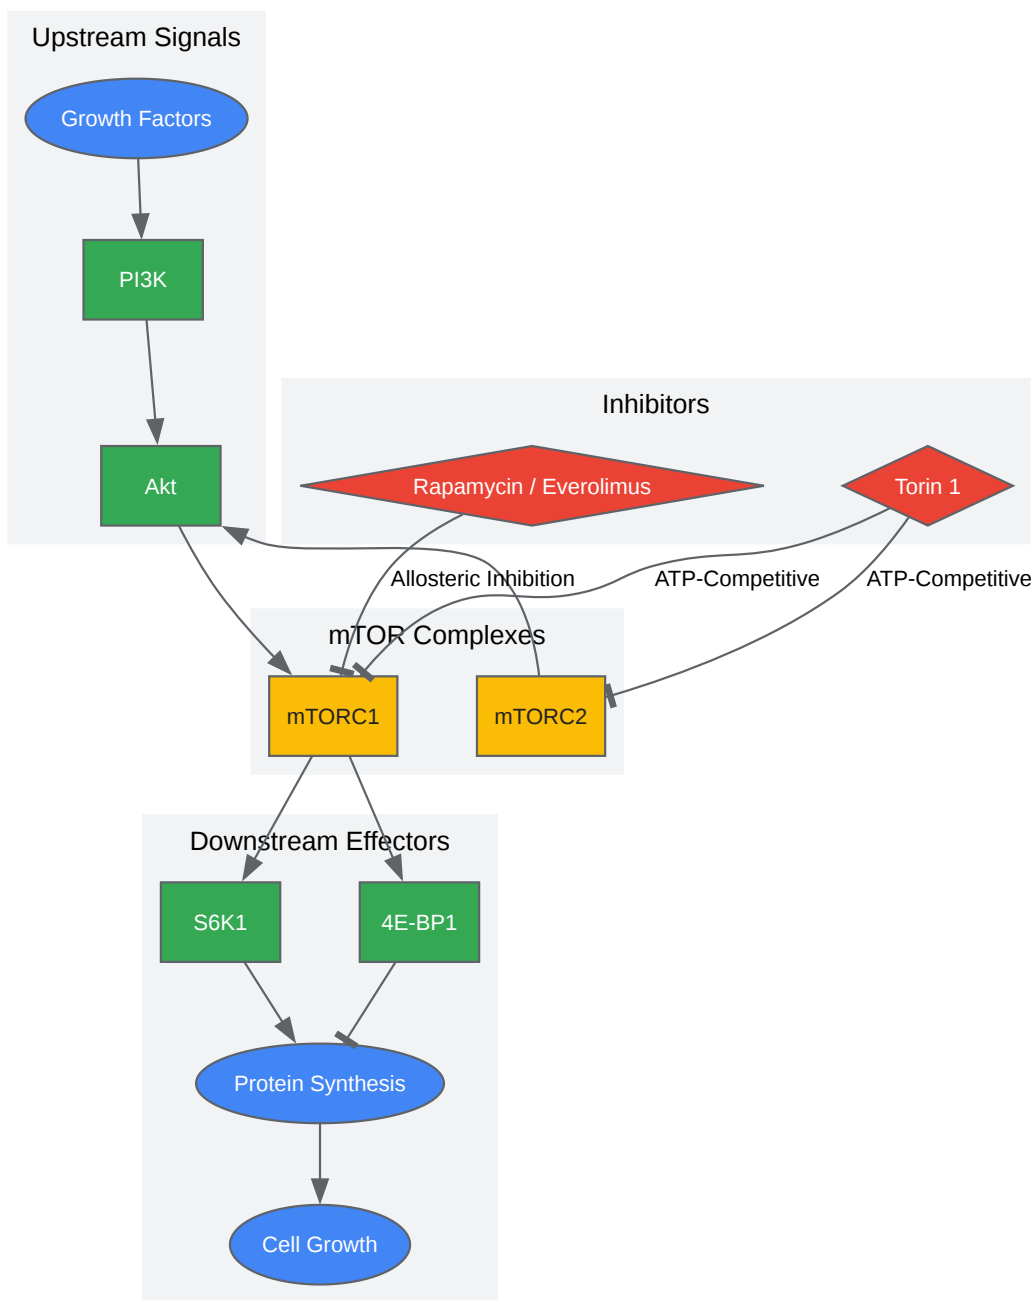 Upstream Signals
Growth Factors
PI3K
Inhibitors
Akt
Rapamycin / Everolimus
Torin 1
Allosteric Inhibition
ATP-Competitive
ATP-Competitive
mTOR Complexes
mTORC1
mTORC2
Downstream Effectors
S6K1
4E-BP1
Protein Synthesis
Cell Growth